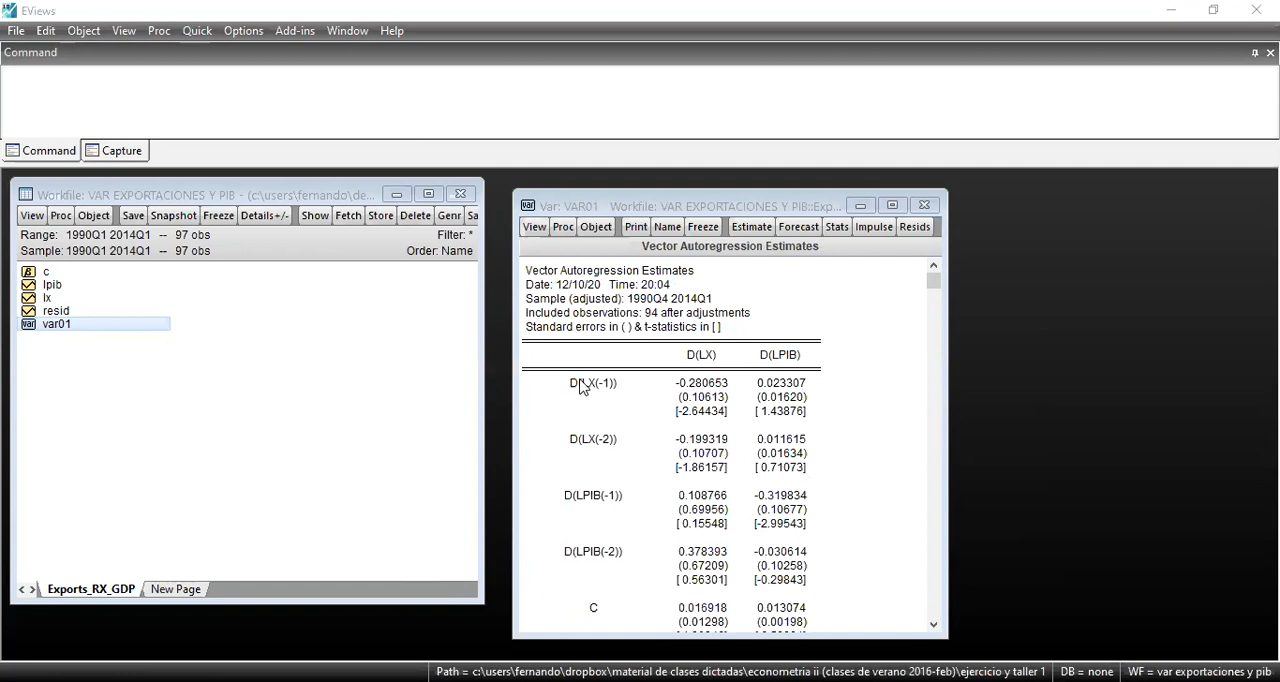 EViews
File Edit Object View Proc Quick Options Add-ins Window Help
Command
Command Capture
Workfile: VAR EXPORTACIONES Y PIB - (c:\users\fernando\de...
View Proc Object Save Snapshot Freeze Details+/- Show Fetch Store Delete Genr Sa
Range: 1990Q1 2014Q1 -- 97 obs Filter: *
Sample: 1990Q1 2014Q1 -- 97 obs Order: Name
c
lpib
lx
resid
var01
Exports_RX_GDP New Page
Var: VAR01 Workfile: VAR EXPORTACIONES Y PIB::Exp...
View Proc Object Print Name Freeze Estimate Forecast Stats Impulse Resids
Vector Autoregression Estimates
Vector Autoregression Estimates
Date: 12/10/20 Time: 20:04
Sample (adjusted): 1990Q4 2014Q1
Included observations: 94 after adjustments
Standard errors in ( ) & t-statistics in [ ]
D(LX) D(LPIB)
D(LX(-1)) -0.280653 0.023307
(0.10613) (0.01620)
[-2.64434] [ 1.43876]
D(LX(-2)) -0.199319 0.011615
(0.10707) (0.01634)
[-1.86157] [ 0.71073]
D(LPIB(-1)) 0.108766 -0.319834
(0.69956) (0.10677)
[ 0.15548] [-2.99543]
D(LPIB(-2)) 0.378393 -0.030614
(0.67209) (0.10258)
[ 0.56301] [-0.29843]
C 0.016918 0.013074
(0.01298) (0.00198)
Path = c:\users\fernando\dropbox\material de clases dictadas\econometria ii (clases de verano 2016-feb)\ejercicio y taller 1 DB = none WF = var exportaciones y pib